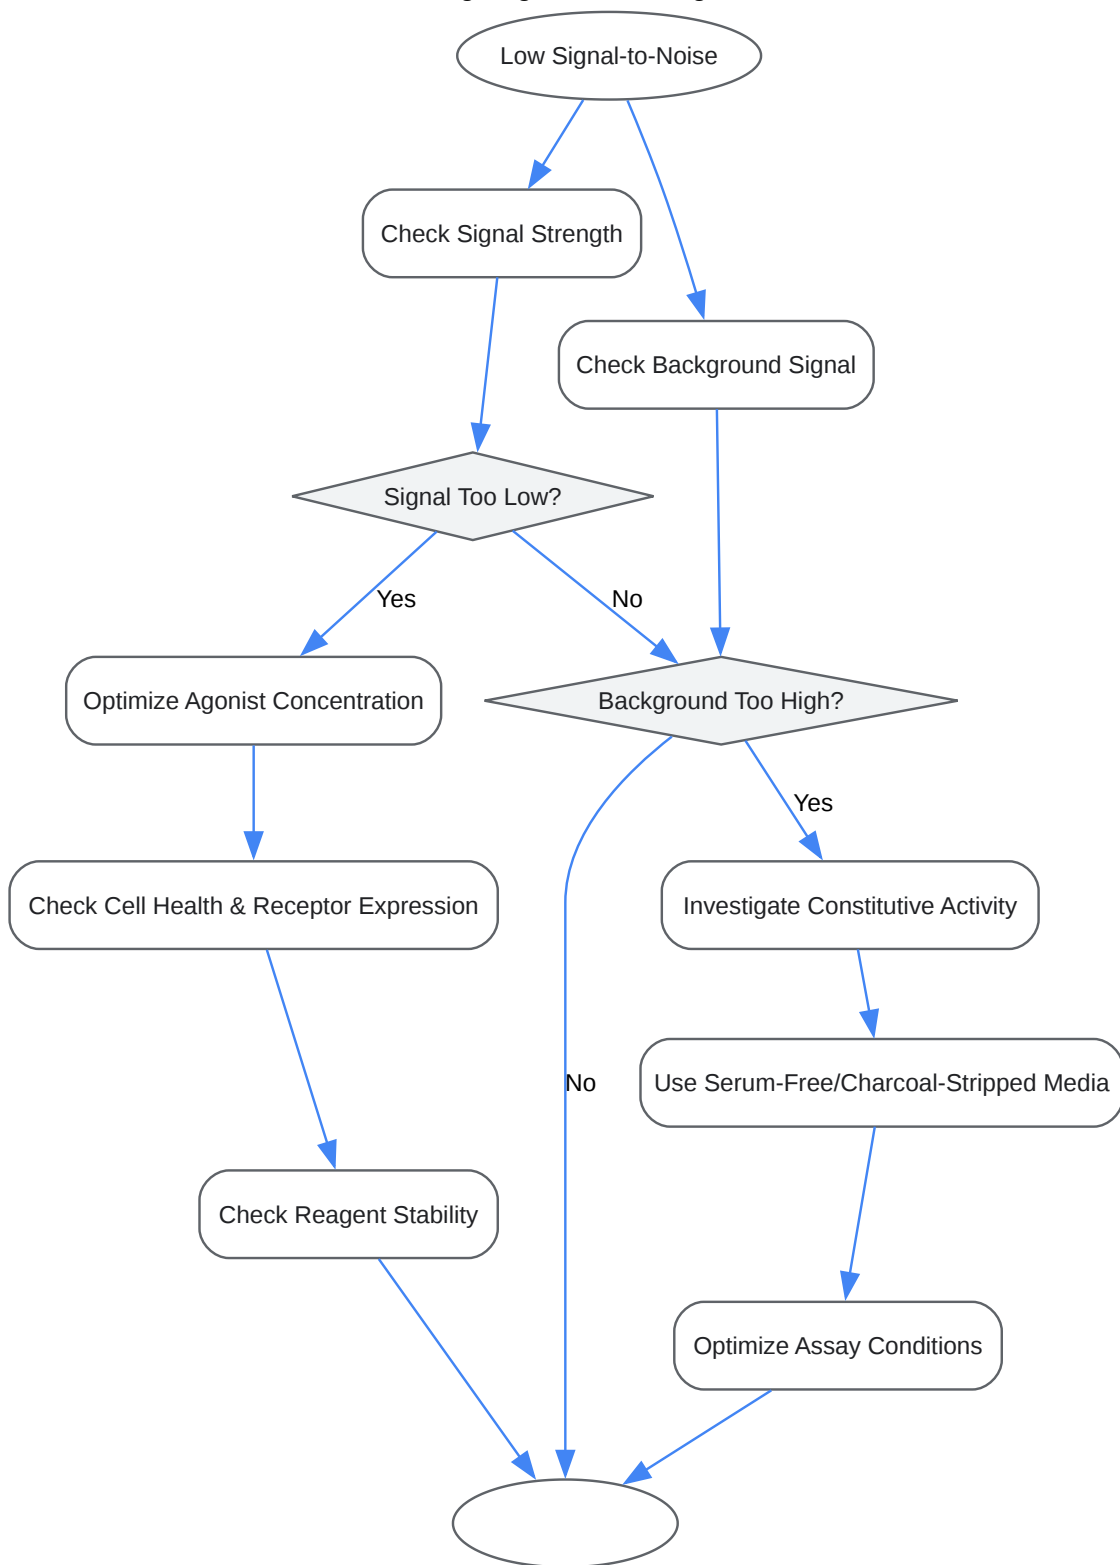 Low Signal-to-Noise
Check Signal Strength
Check Background Signal
Signal Too Low?
Yes
No
Optimize Agonist Concentration
Background Too High?
Yes
Check Cell Health & Receptor Expression
Investigate Constitutive Activity
No
Use Serum-Free/Charcoal-Stripped Media
Check Reagent Stability
Optimize Assay Conditions